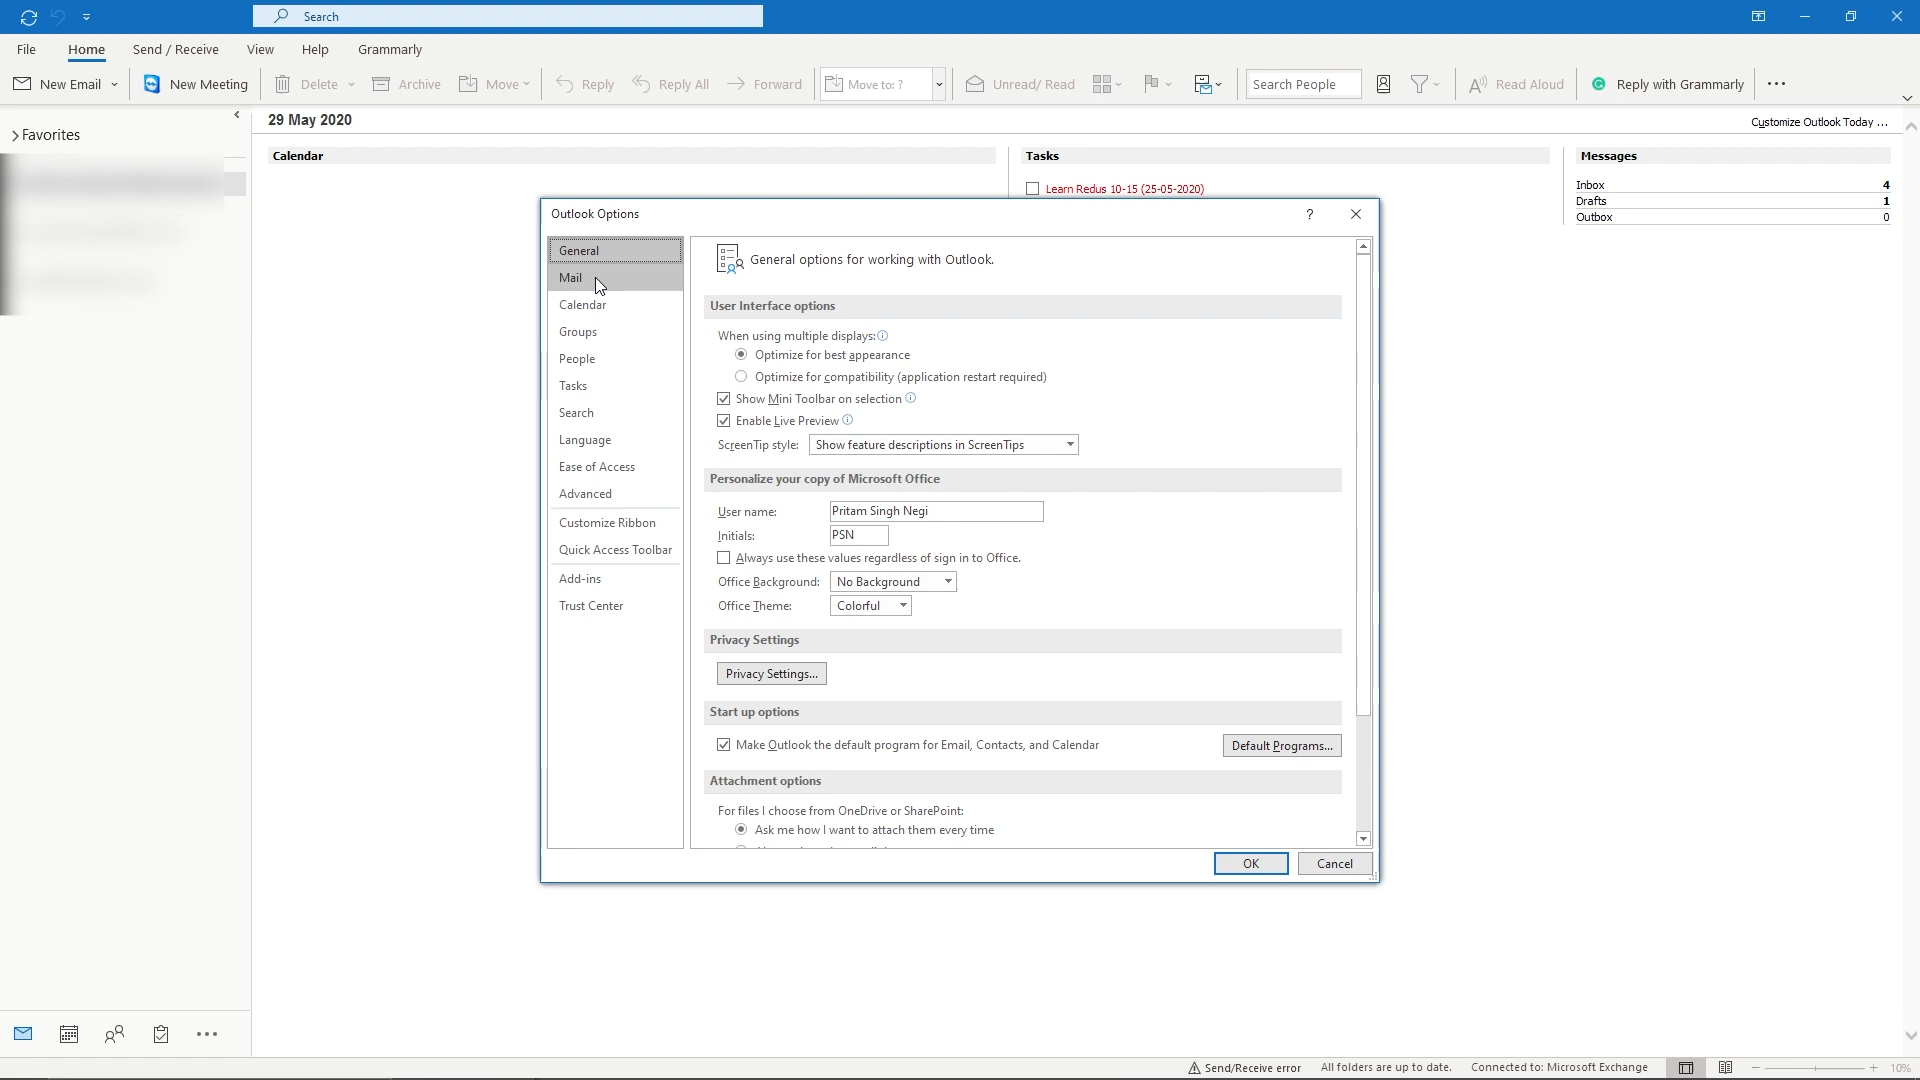 Search
File Home Send / Receive View Help Grammarly
New Email New Meeting Delete Archive Move Reply Reply All Forward Move to: ? Unread/ Read Search People Read Aloud Reply with Grammarly
Favorites
29 May 2020
Customize Outlook Today ...
Calendar
Tasks
Learn Redus 10-15 (25-05-2020)
Messages
Inbox 4
Drafts 1
Outbox 0
Outlook Options
General
Mail
Calendar
Groups
People
Tasks
Search
Language
Ease of Access
Advanced
Customize Ribbon
Quick Access Toolbar
Add-ins
Trust Center
General options for working with Outlook.
User Interface options
When using multiple displays:
Optimize for best appearance
Optimize for compatibility (application restart required)
Show Mini Toolbar on selection
Enable Live Preview
ScreenTip style: Show feature descriptions in ScreenTips
Personalize your copy of Microsoft Office
User name: Pritam Singh Negi
Initials: PSN
Always use these values regardless of sign in to Office.
Office Background: No Background
Office Theme: Colorful
Privacy Settings
Privacy Settings...
Start up options
Make Outlook the default program for Email, Contacts, and Calendar
Default Programs...
Attachment options
For files I choose from OneDrive or SharePoint:
Ask me how I want to attach them every time
OK Cancel
Send/Receive error All folders are up to date. Connected to: Microsoft Exchange 10%